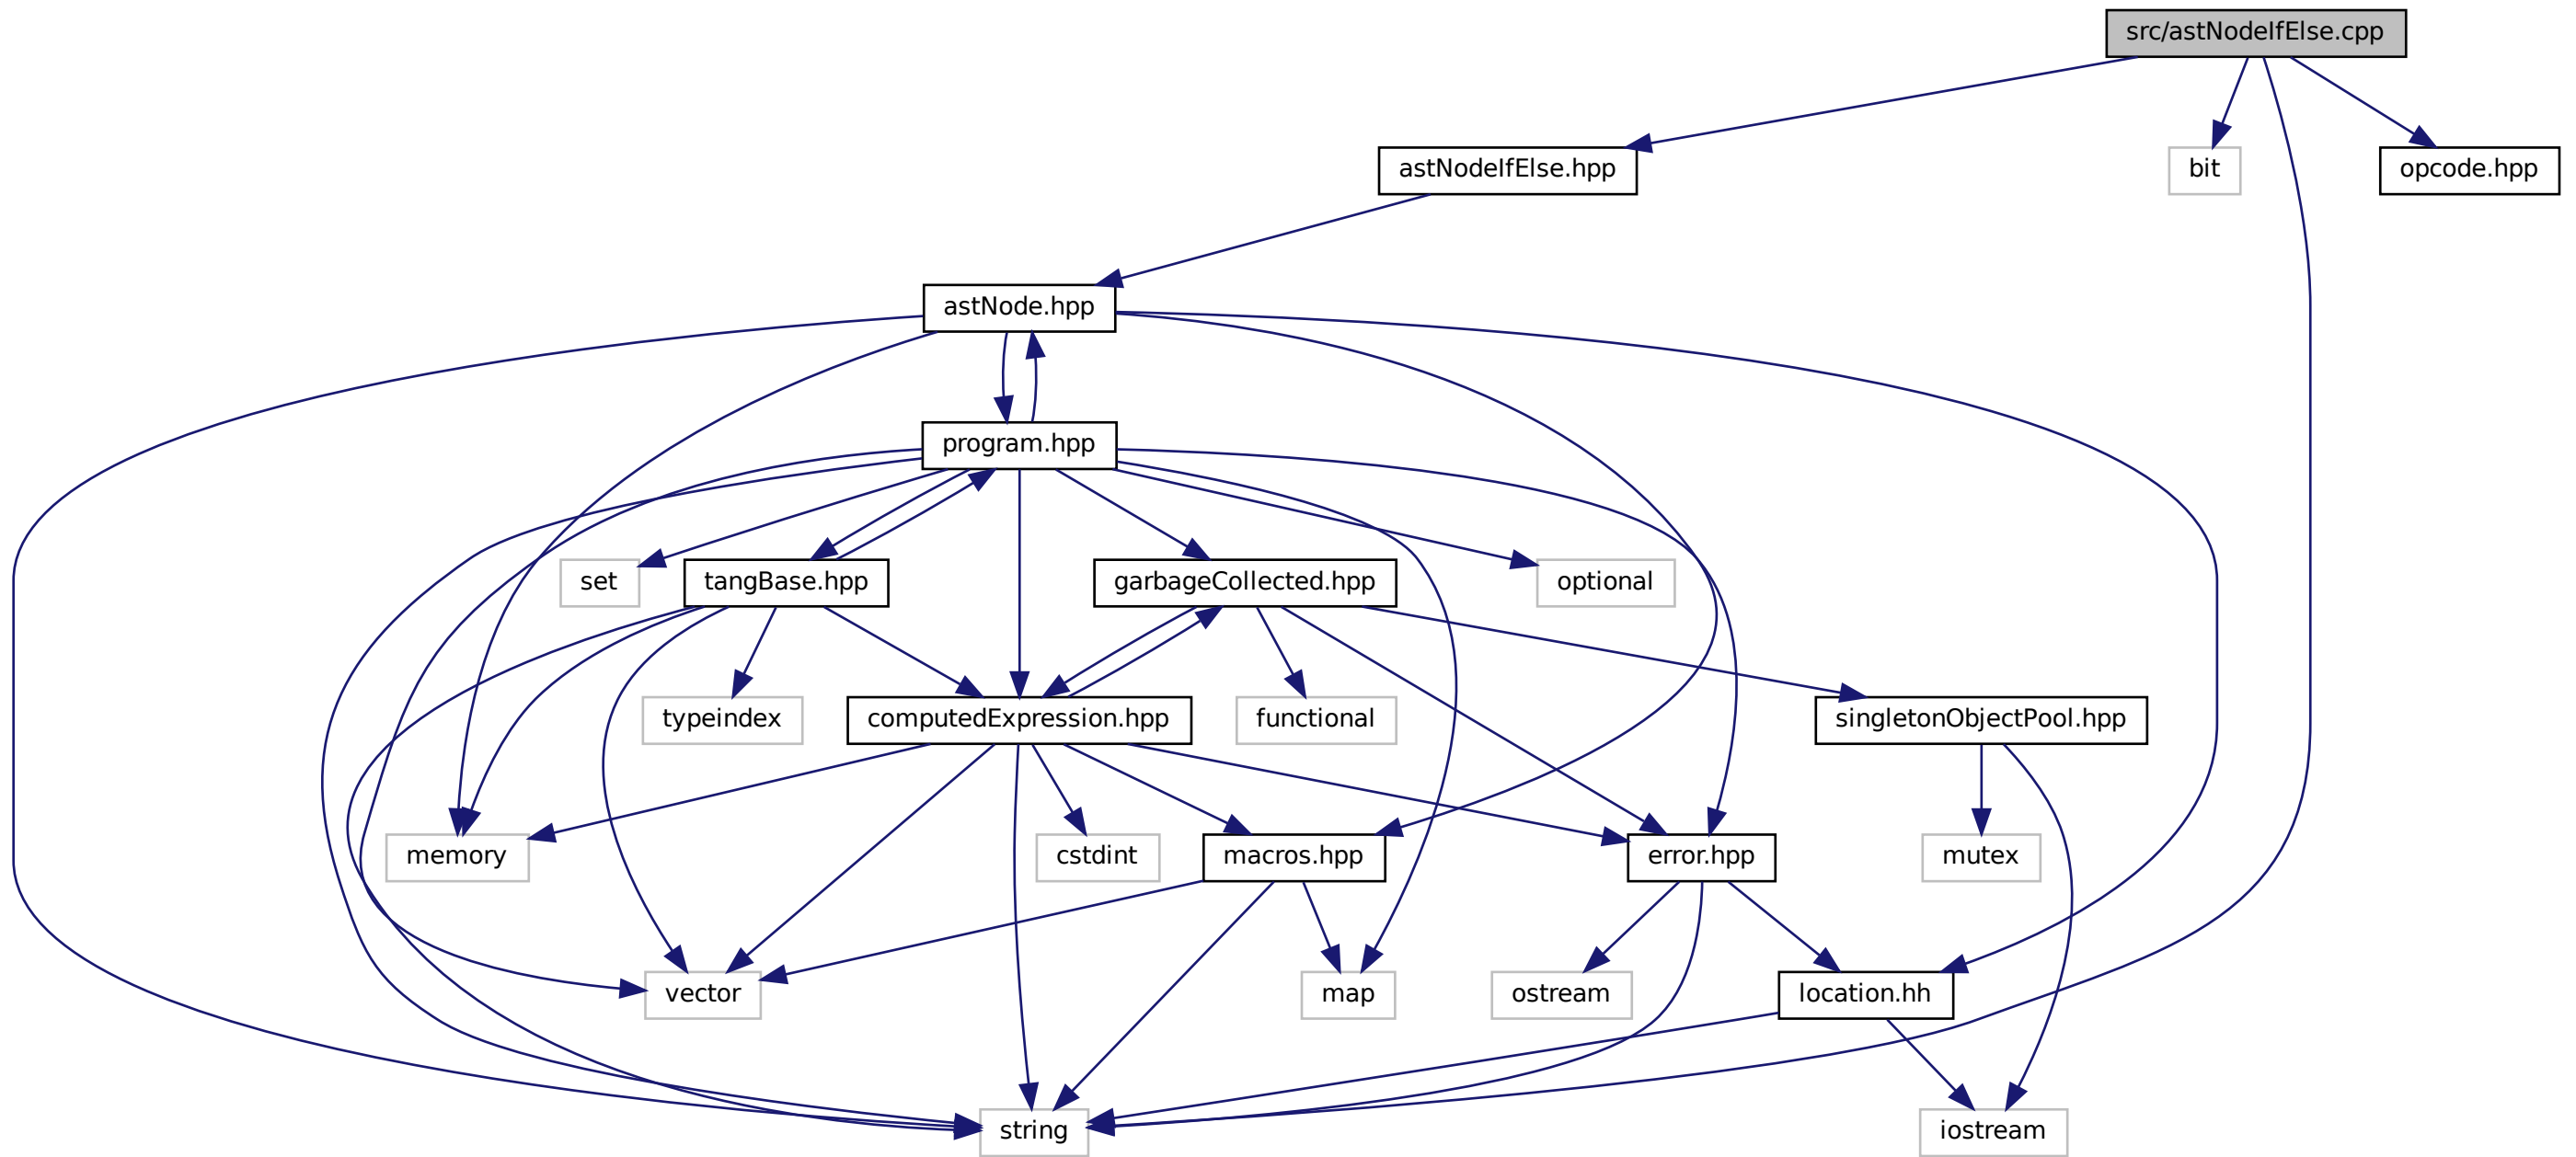 src/astNodeIfElse.cpp
astNodeIfElse.hpp
bit
opcode.hpp
astNode.hpp
program.hpp
set
tangBase.hpp
garbageCollected.hpp
optional
typeindex
computedExpression.hpp
functional
singletonObjectPool.hpp
memory
cstdint
macros.hpp
error.hpp
mutex
vector
map
ostream
location.hh
string
iostream